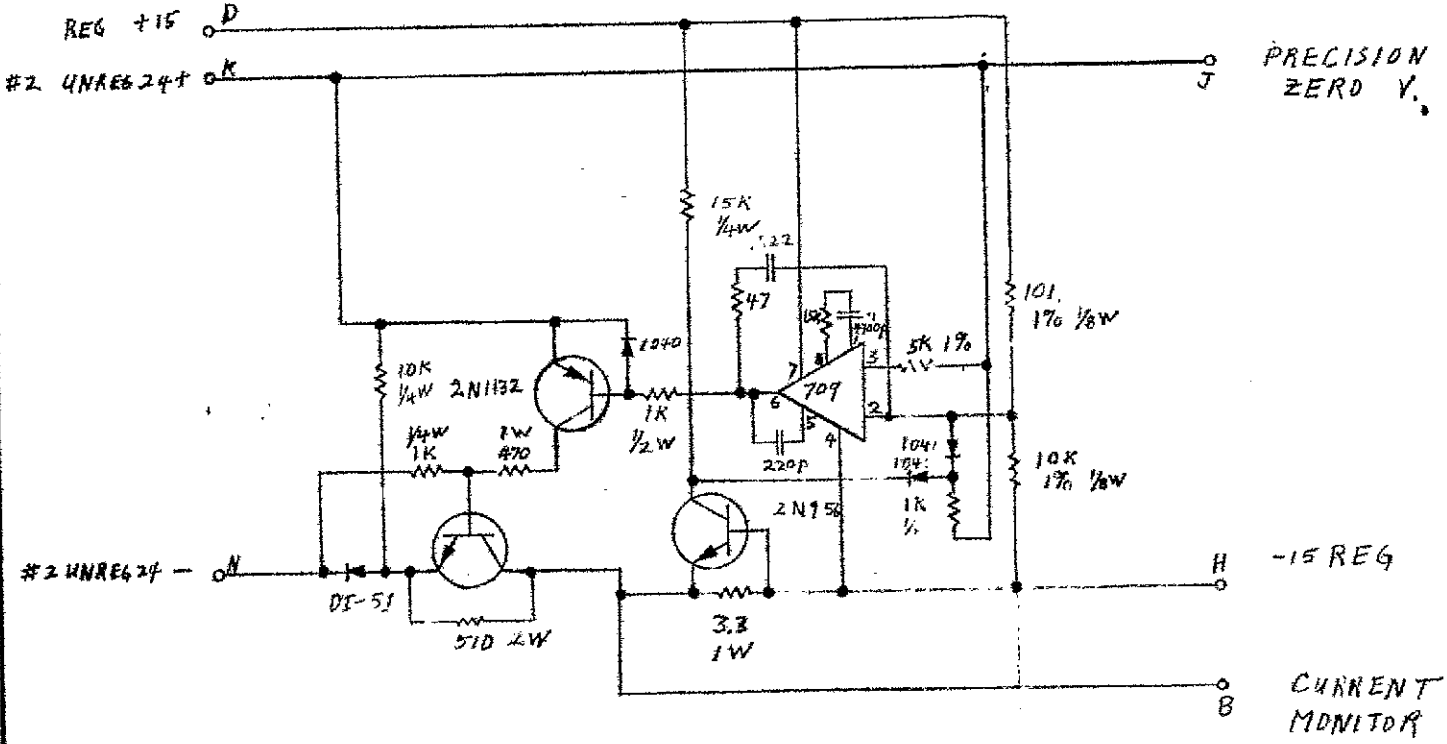 REG +15 D
#2 UNREG 24+ K
PRECISION
ZERO V.
J
15K
1/4W
.22
47
101.
1% 1/8W
1040
10K
1/4W
2N1132
1K
1/2W
7
8
1
709
3
2
6
5
4
5K 1%
220p
1/4W
1K
1W
470
10K
1% 1/8W
1K
#2 UNREG 24 - N
DI-51
510 2W
3.3
1W
H
-15 REG
B
CURRENT
MONITOR